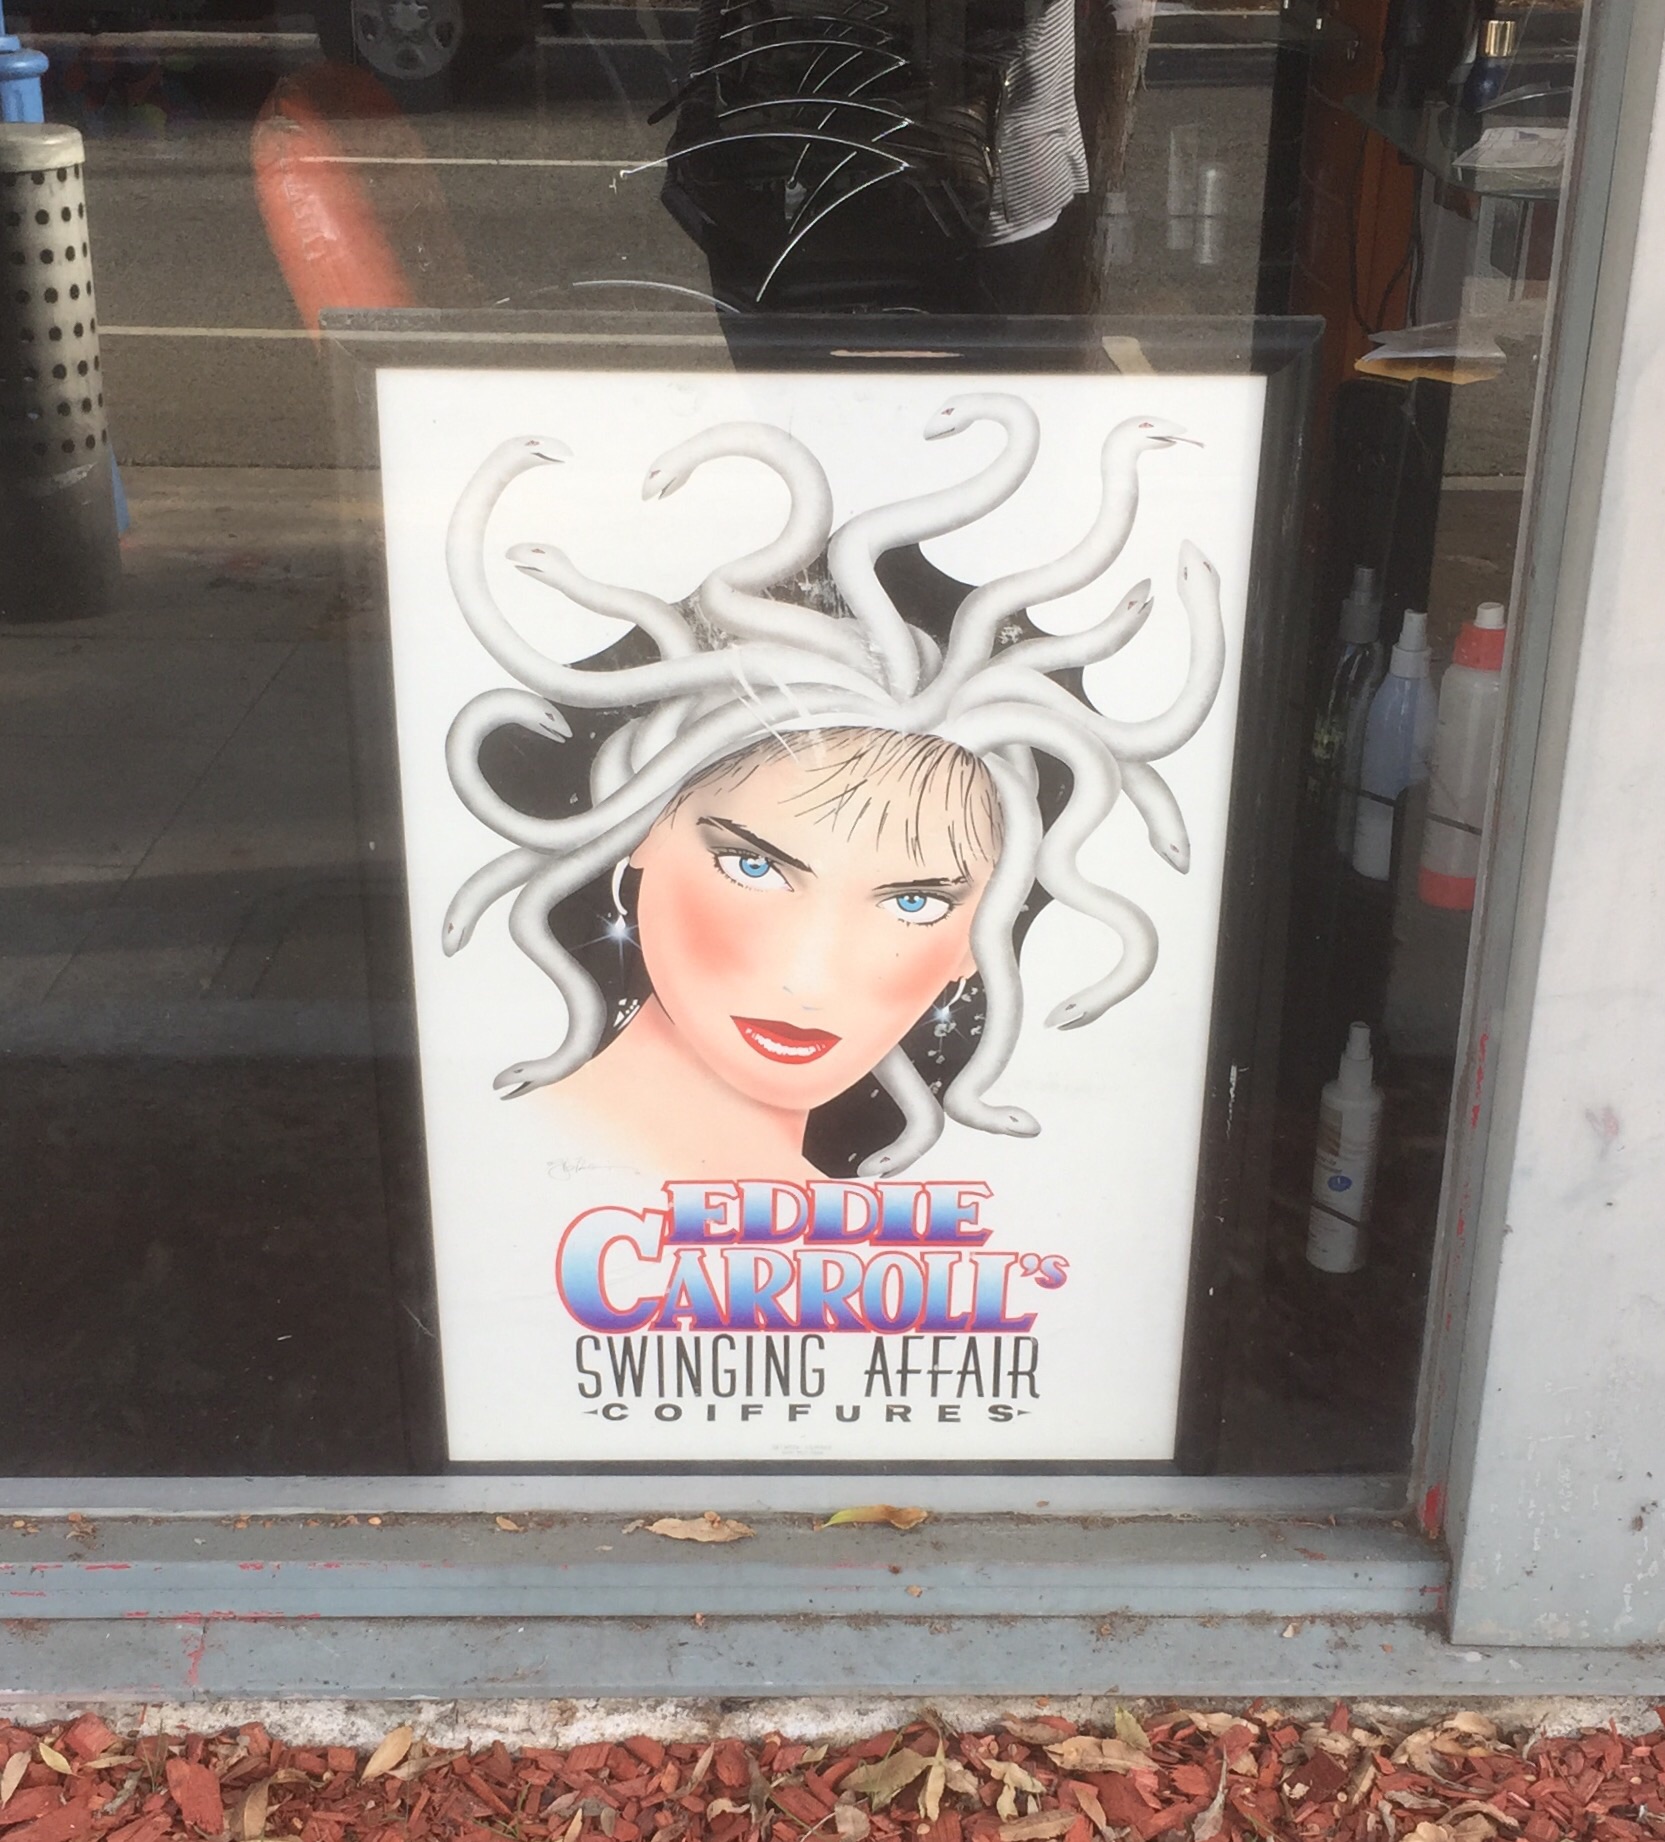 EDDIE
CARROLL'S
SWINGING AFFAIR
COIFFURES